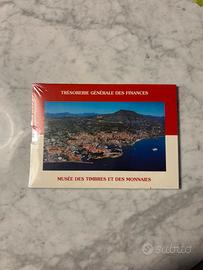 TRÉSORERIE GÉNÉRALE DES FINANCES
MUSÉE DES TIMBRES ET DES MONNAIES
subito